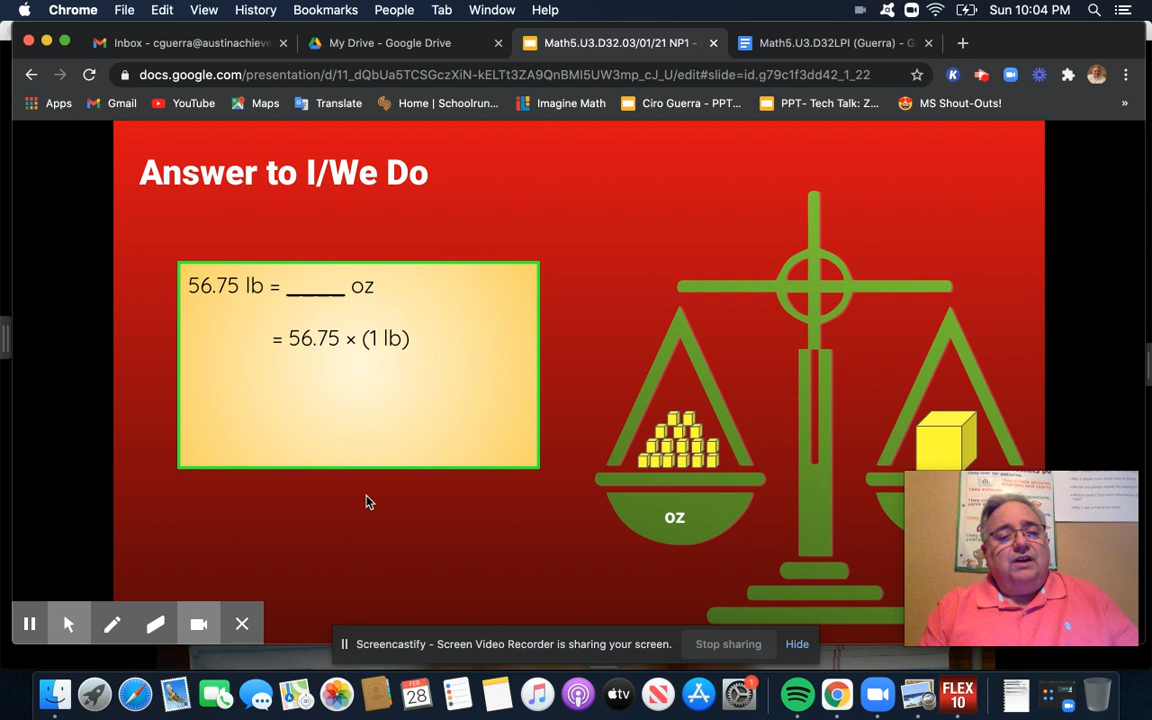 Chrome File Edit View History Bookmarks People Tab Window Help Sun 10:04 PM
Inbox - cguerra@austinachieve My Drive - Google Drive Math5.U3.D32.03/01/21 NP1 - Math5.U3.D32LPI (Guerra) - G
docs.google.com/presentation/d/11_dQbUa5TCSGczXiN-kELTt3ZA9QnBMI5UW3mp_cJ_U/edit#slide=id.g79c1f3dd42_1_22
Apps Gmail YouTube Maps Translate Home | Schoolrun... Imagine Math Ciro Guerra - PPT... PPT- Tech Talk: Z... MS Shout-Outs! »
Answer to I/We Do
56.75 lb = _____ oz
= 56.75 × (1 lb)
oz
Screencastify - Screen Video Recorder is sharing your screen. Stop sharing Hide
FEB
28
tv
1
FLEX
10